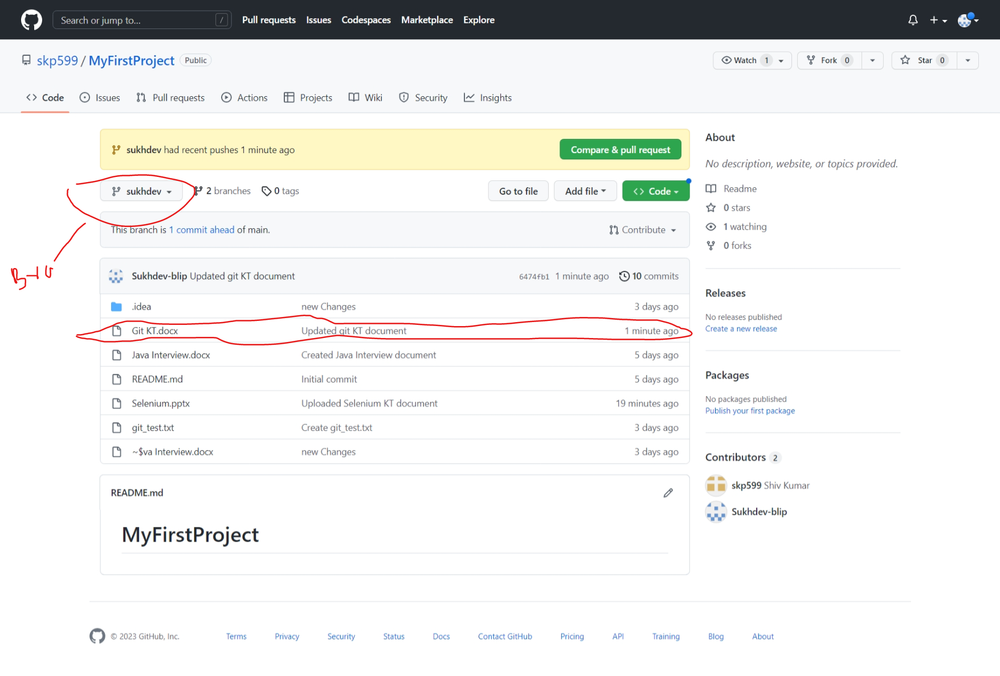 Search or jump to... /
Pull requests Issues Codespaces Marketplace Explore
skp599 / MyFirstProject Public
Watch 1 Fork 0 Star 0
Code Issues Pull requests Actions Projects Wiki Security Insights
sukhdev had recent pushes 1 minute ago
Compare & pull request
sukhdev 2 branches 0 tags
Go to file Add file Code
This branch is 1 commit ahead of main.
Contribute
Sukhdev-blip Updated git KT document 6474fb1 1 minute ago 10 commits
.idea new Changes 3 days ago
Git KT.docx Updated git KT document 1 minute ago
Java Interview.docx Created Java Interview document 5 days ago
README.md Initial commit 5 days ago
Selenium.pptx Uploaded Selenium KT document 19 minutes ago
git_test.txt Create git_test.txt 3 days ago
~$va Interview.docx new Changes 3 days ago
README.md
MyFirstProject
About
No description, website, or topics provided.
Readme
0 stars
1 watching
0 forks
Releases
No releases published
Create a new release
Packages
No packages published
Publish your first package
Contributors 2
skp599 Shiv Kumar
Sukhdev-blip
© 2023 GitHub, Inc. Terms Privacy Security Status Docs Contact GitHub Pricing API Training Blog About